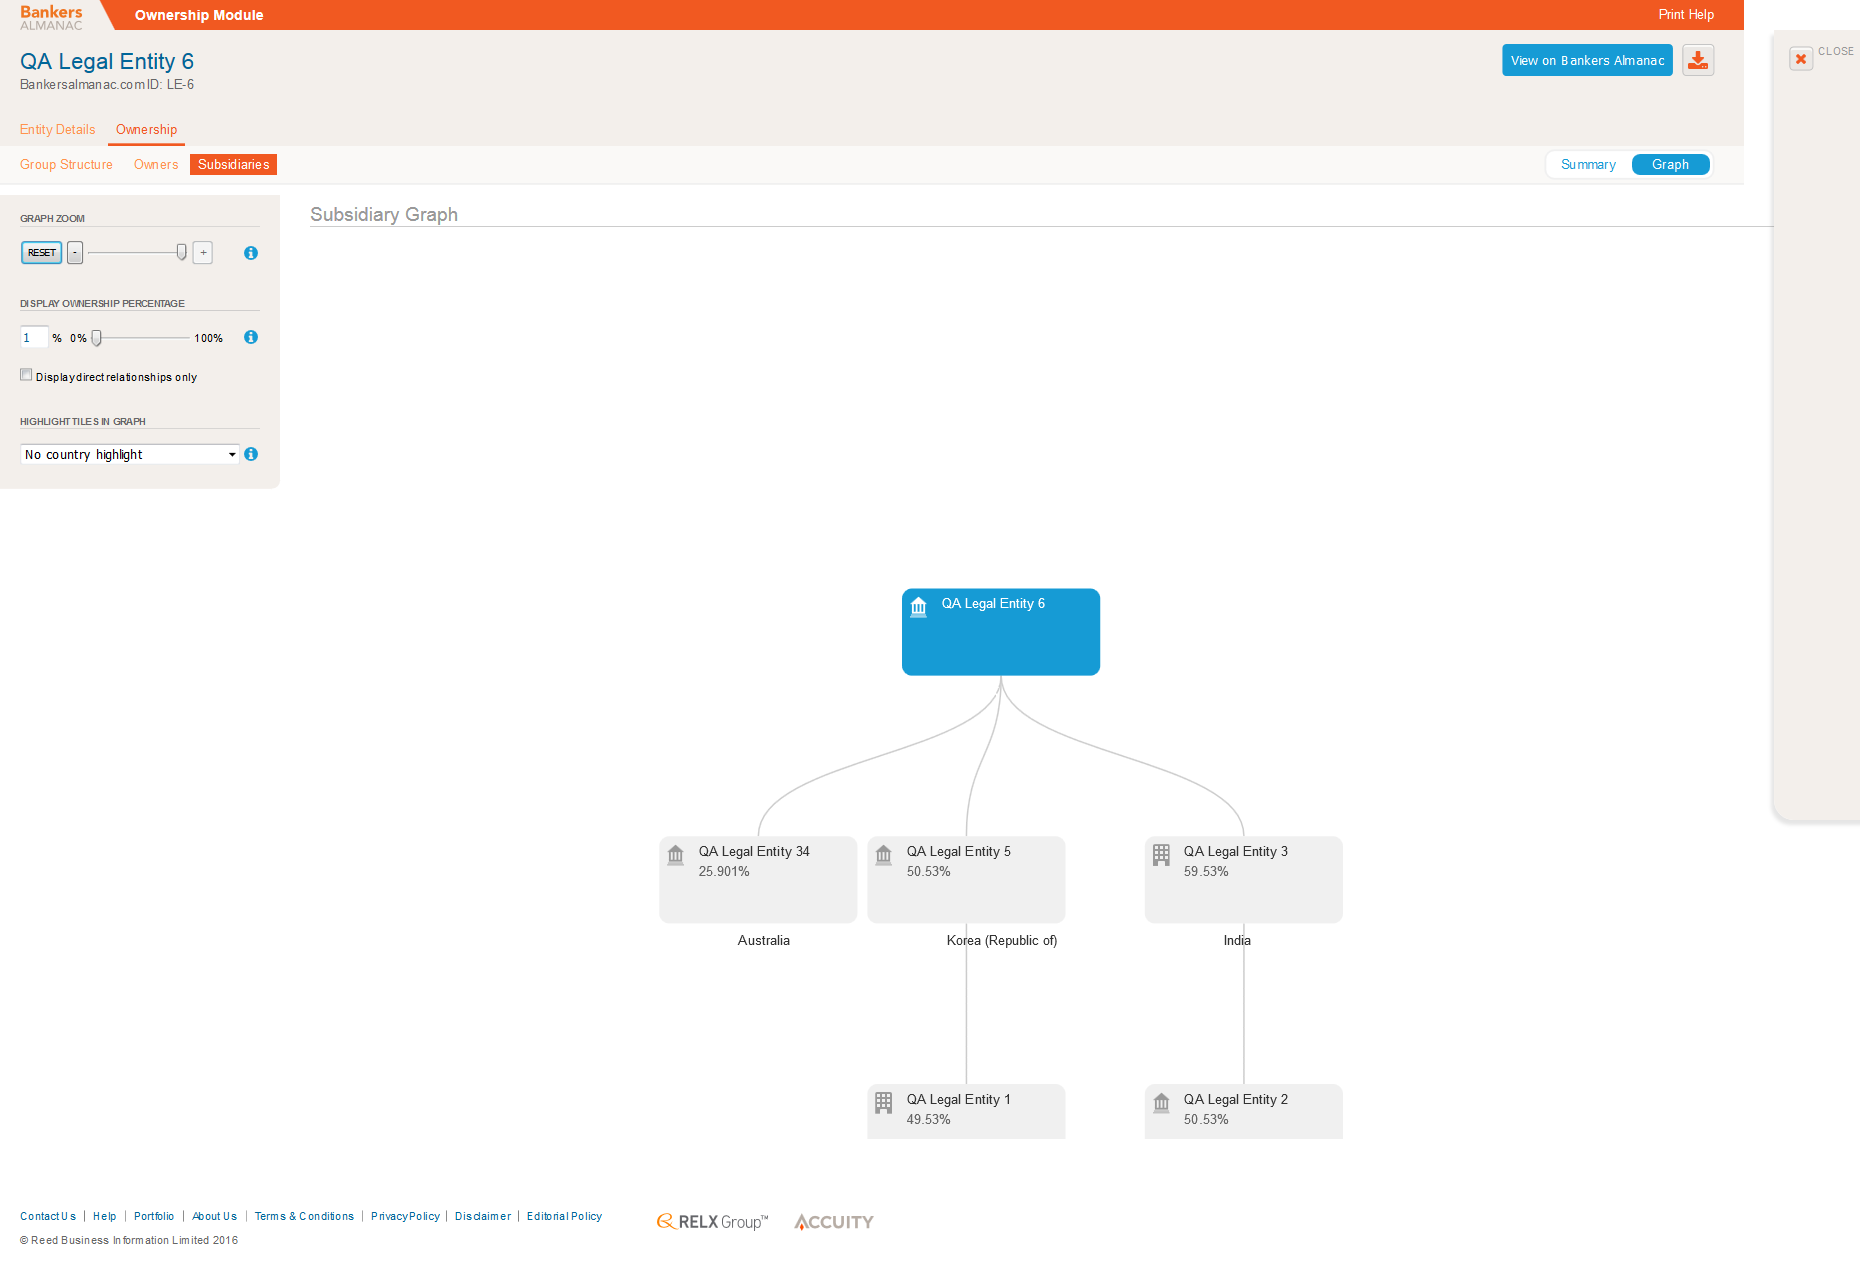 Bankers
ALMANAC
Ownership Module
Print Help
QA Legal Entity 6
Bankersalmanac.com ID: LE-6
View on Bankers Almanac
CLOSE
Entity Details
Ownership
Group Structure
Owners
Subsidiaries
Summary
Graph
GRAPH ZOOM
RESET
-
+
DISPLAY OWNERSHIP PERCENTAGE
1 % 0% 100%
Display direct relationships only
HIGHLIGHT TILES IN GRAPH
No country highlight
Subsidiary Graph
QA Legal Entity 6
QA Legal Entity 34
25.901%
Australia
QA Legal Entity 5
50.53%
Korea (Republic of)
QA Legal Entity 3
59.53%
India
QA Legal Entity 1
49.53%
QA Legal Entity 2
50.53%
Contact Us | Help | Portfolio | About Us | Terms & Conditions | Privacy Policy | Disclaimer | Editorial Policy
RELX Group™
ACCUITY
© Reed Business Information Limited 2016